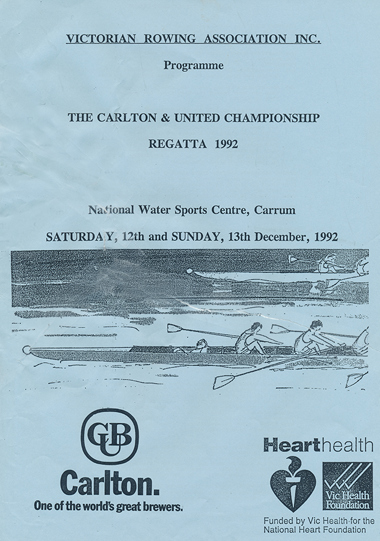 VICTORIAN ROWING ASSOCIATION INC.
Programme
THE CARLTON & UNITED CHAMPIONSHIP
REGATTA 1992
National Water Sports Centre, Carrum
SATURDAY, 12th and SUNDAY, 13th December, 1992
CUB
Carlton.
One of the world's great brewers.
Hearthealth
Vic Health
Foundation
Funded by Vic Health for the
National Heart Foundation